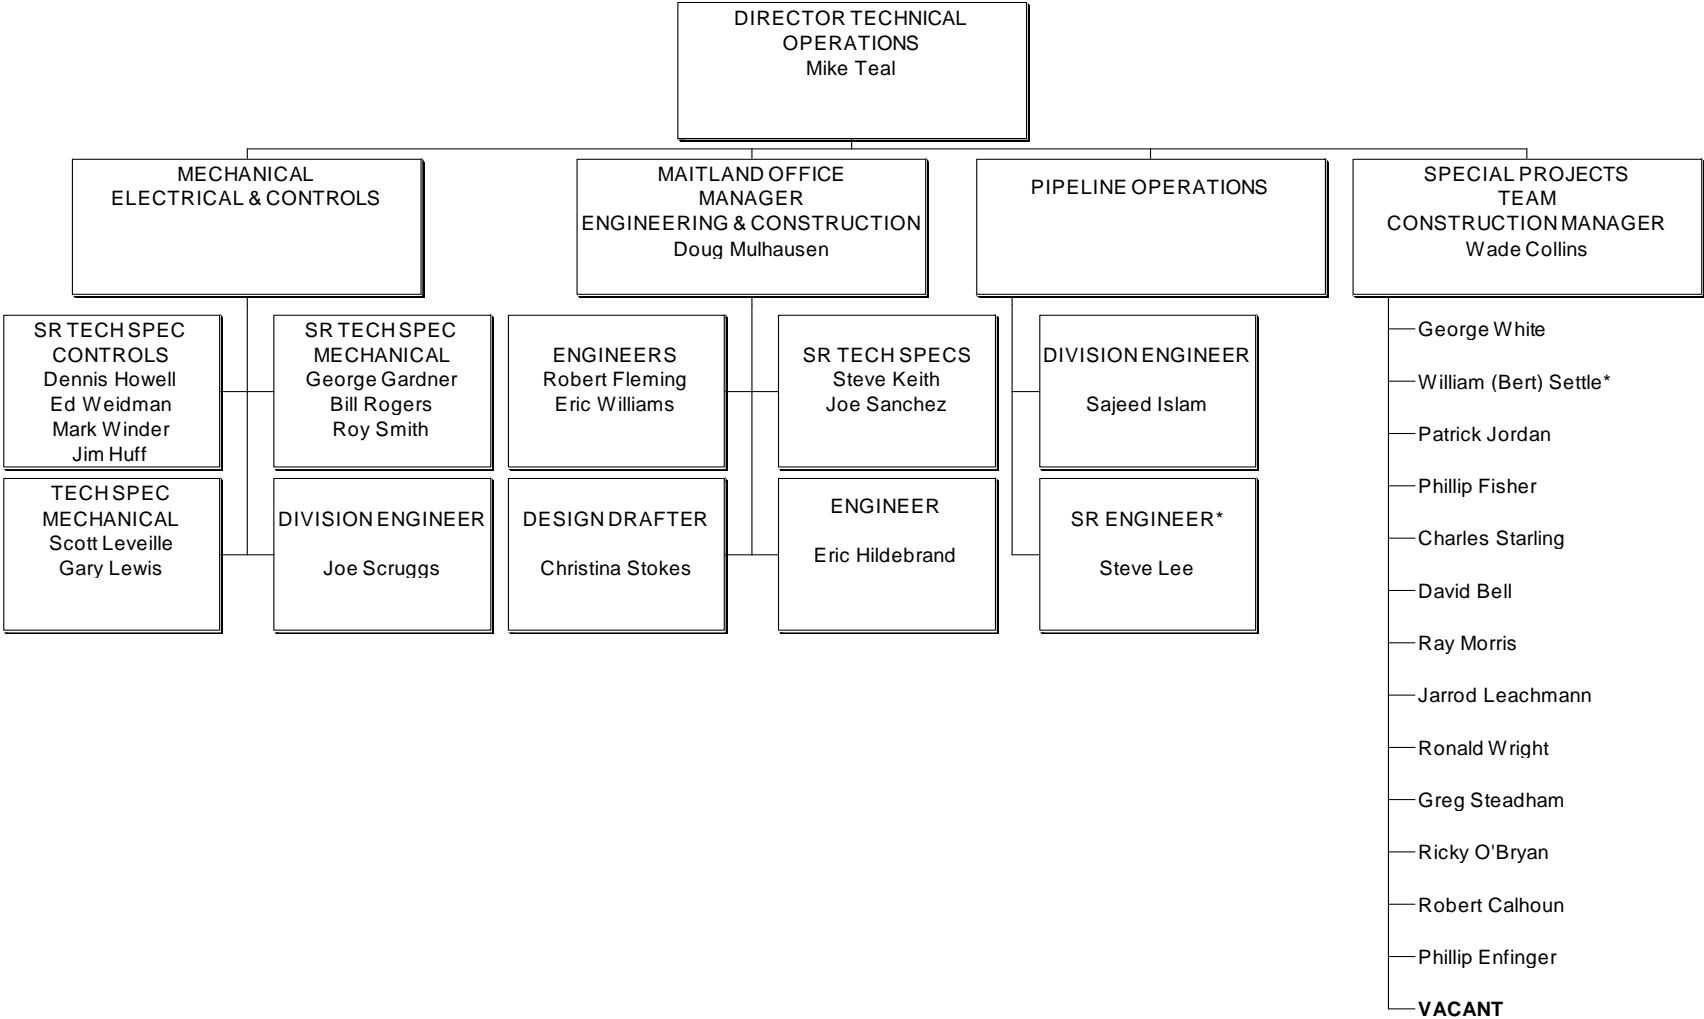 DIRECTOR TECHNICAL
OPERATIONS
Mike Teal
MECHANICAL
ELECTRICAL & CONTROLS
MAITLAND OFFICE
MANAGER
ENGINEERING & CONSTRUCTION
Doug Mulhausen
PIPELINE OPERATIONS
SPECIAL PROJECTS
TEAM
CONSTRUCTION MANAGER
Wade Collins
SR TECH SPEC
CONTROLS
Dennis Howell
Ed Weidman
Mark Winder
Jim Huff
SR TECH SPEC
MECHANICAL
George Gardner
Bill Rogers
Roy Smith
ENGINEERS
Robert Fleming
Eric Williams
SR TECH SPECS
Steve Keith
Joe Sanchez
DIVISION ENGINEER
Sajeed Islam
TECH SPEC
MECHANICAL
Scott Leveille
Gary Lewis
DIVISION ENGINEER
Joe Scruggs
DESIGN DRAFTER
Christina Stokes
ENGINEER
Eric Hildebrand
SR ENGINEER*
Steve Lee
George White
William (Bert) Settle*
Patrick Jordan
Phillip Fisher
Charles Starling
David Bell
Ray Morris
Jarrod Leachmann
Ronald Wright
Greg Steadham
Ricky O'Bryan
Robert Calhoun
Phillip Enfinger
VACANT